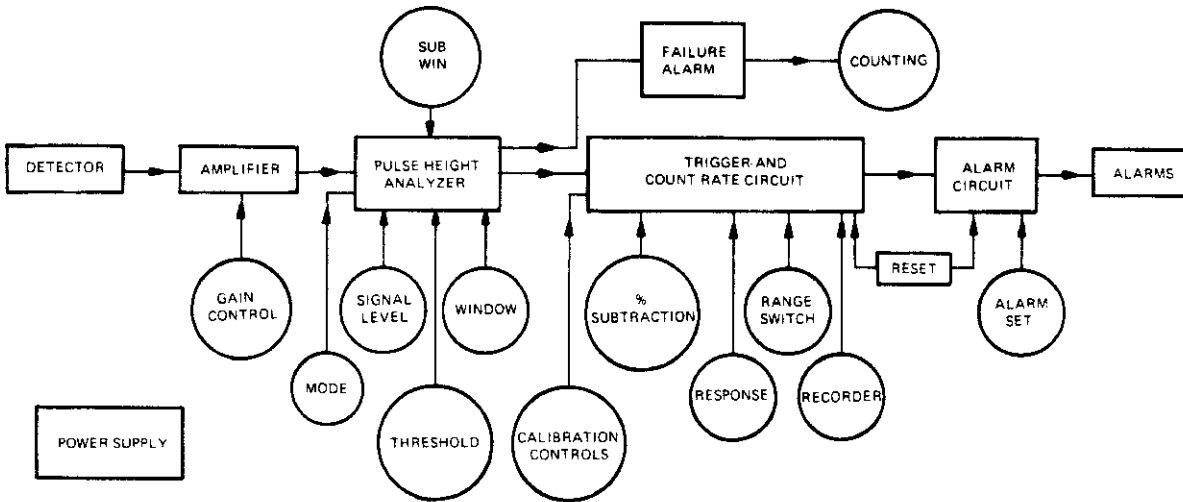 SUB
WIN
FAILURE
ALARM
COUNTING
DETECTOR
AMPLIFIER
PULSE HEIGHT
ANALYZER
TRIGGER AND
COUNT RATE CIRCUIT
ALARM
CIRCUIT
ALARMS
RESET
GAIN
CONTROL
SIGNAL
LEVEL
WINDOW
%
SUBTRACTION
RANGE
SWITCH
ALARM
SET
MODE
RESPONSE
RECORDER
POWER SUPPLY
THRESHOLD
CALIBRATION
CONTROLS